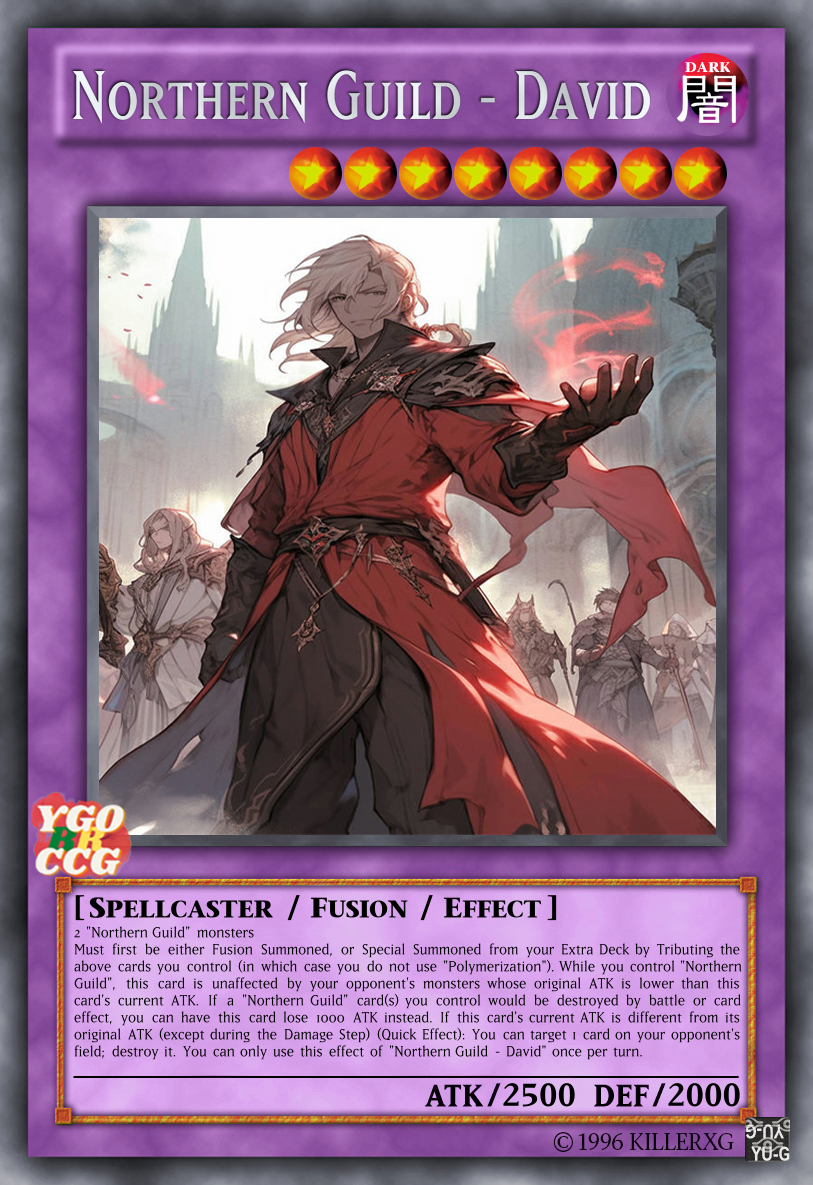 Northern Guild - David
DARK
闇
YGO
RR
CCG
[ Spellcaster / Fusion / Effect ]
2 "Northern Guild" monsters
Must first be either Fusion Summoned, or Special Summoned from your Extra Deck by Tributing the
above cards you control (in which case you do not use "Polymerization"). While you control "Northern
Guild", this card is unaffected by your opponent's monsters whose original ATK is lower than this
card's current ATK. If a "Northern Guild" card(s) you control would be destroyed by battle or card
effect, you can have this card lose 1000 ATK instead. If this card's current ATK is different from its
original ATK (except during the Damage Step) (Quick Effect): You can target 1 card on your opponent's
field; destroy it. You can only use this effect of "Northern Guild - David" once per turn.
ATK/2500 DEF/2000
© 1996 KILLERXG
YU-G
YU-G